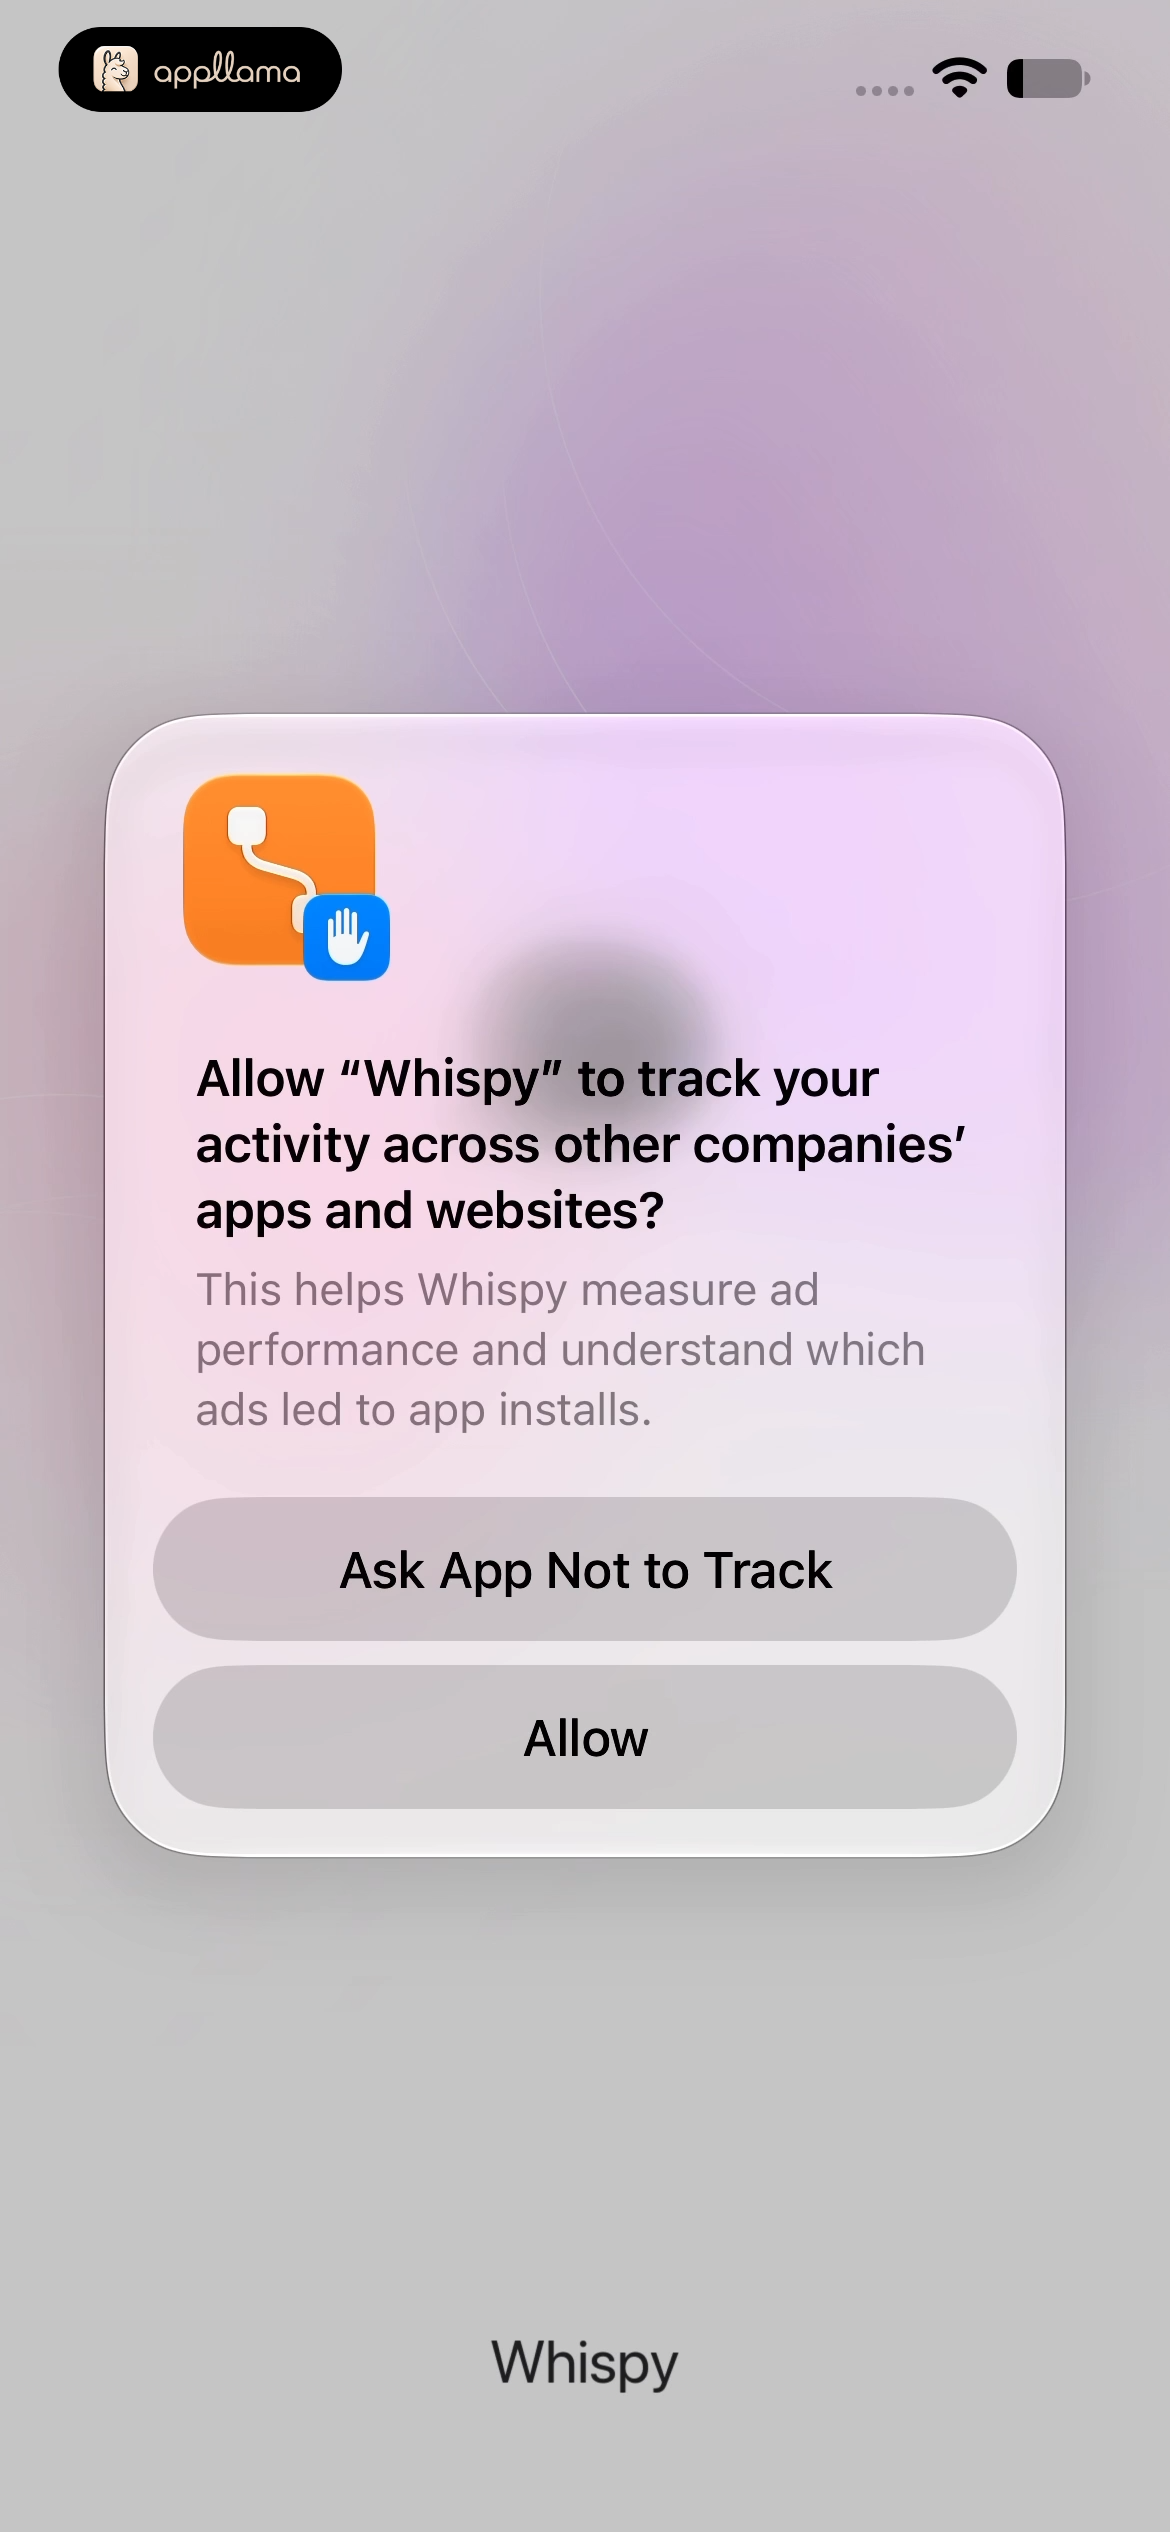 appllama
Allow “Whispy” to track your
activity across other companies’
apps and websites?
This helps Whispy measure ad
performance and understand which
ads led to app installs.
Ask App Not to Track
Allow
Whispy